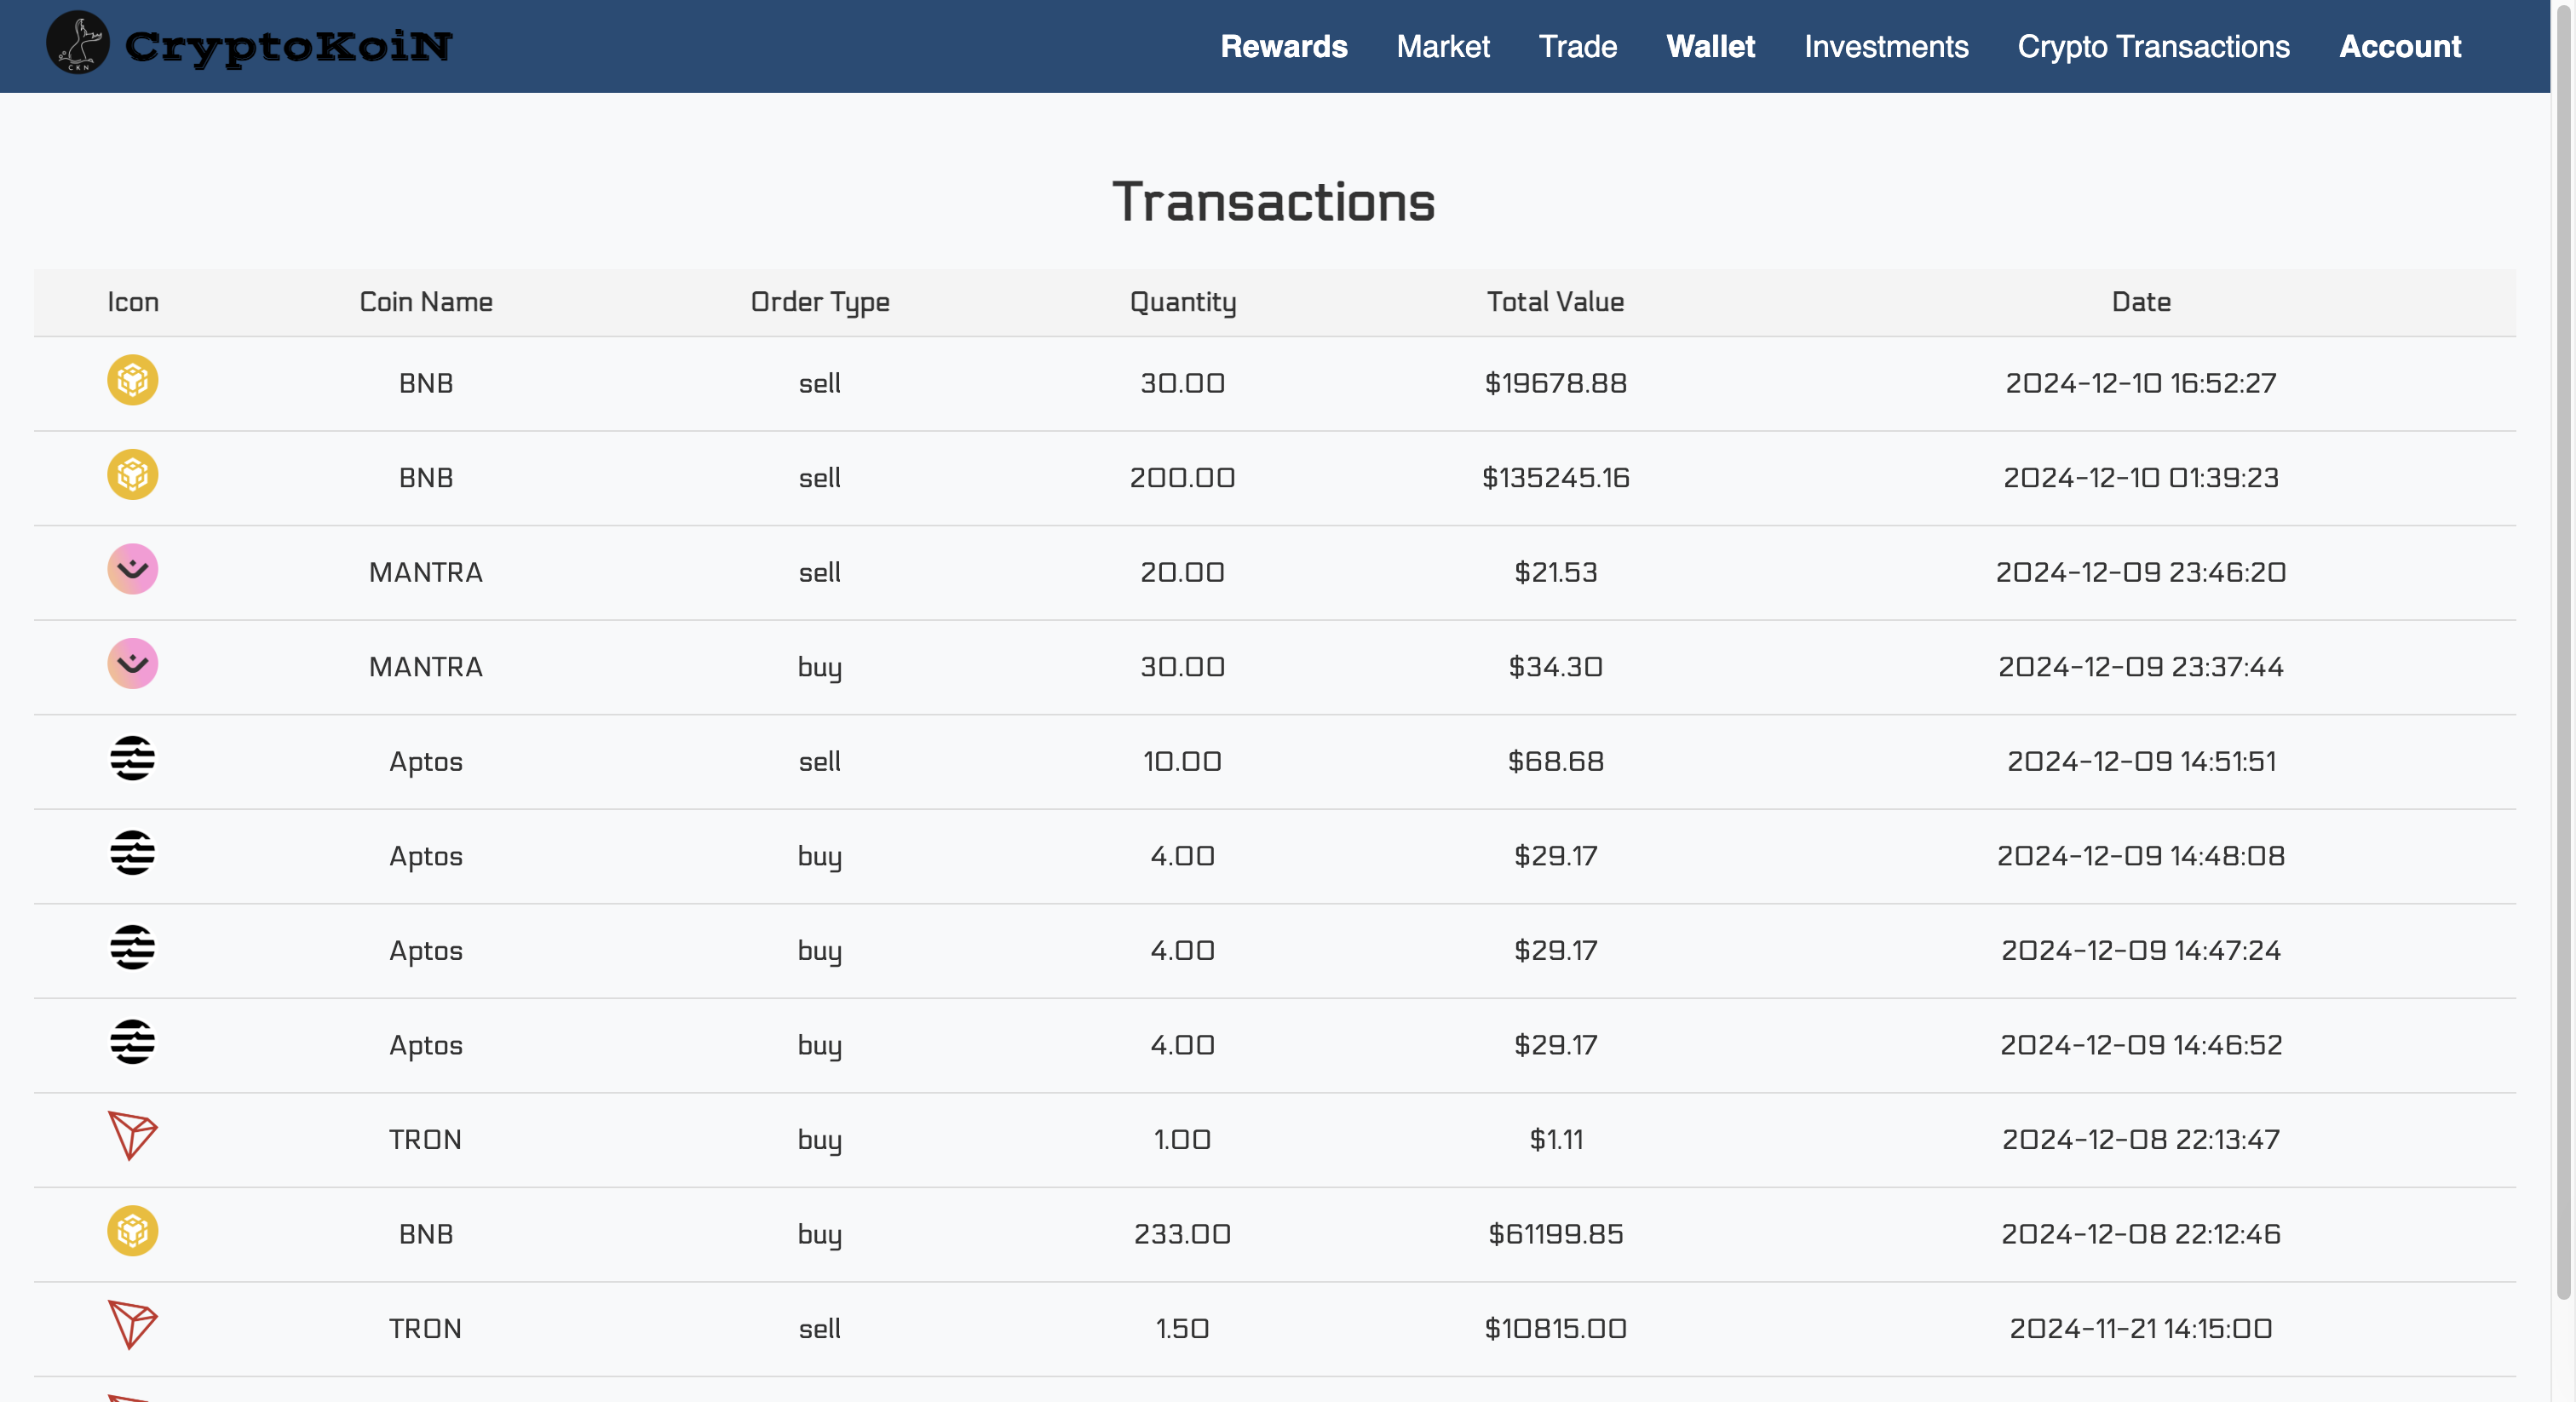 CKN
CryptoKoiN Rewards Market Trade Wallet Investments Crypto Transactions Account
Transactions
Icon Coin Name Order Type Quantity Total Value Date
BNB sell 30.00 $19678.88 2024-12-10 16:52:27
BNB sell 200.00 $135245.16 2024-12-10 01:39:23
MANTRA sell 20.00 $21.53 2024-12-09 23:46:20
MANTRA buy 30.00 $34.30 2024-12-09 23:37:44
Aptos sell 10.00 $68.68 2024-12-09 14:51:51
Aptos buy 4.00 $29.17 2024-12-09 14:48:08
Aptos buy 4.00 $29.17 2024-12-09 14:47:24
Aptos buy 4.00 $29.17 2024-12-09 14:46:52
TRON buy 1.00 $1.11 2024-12-08 22:13:47
BNB buy 233.00 $61199.85 2024-12-08 22:12:46
TRON sell 1.50 $10815.00 2024-11-21 14:15:00